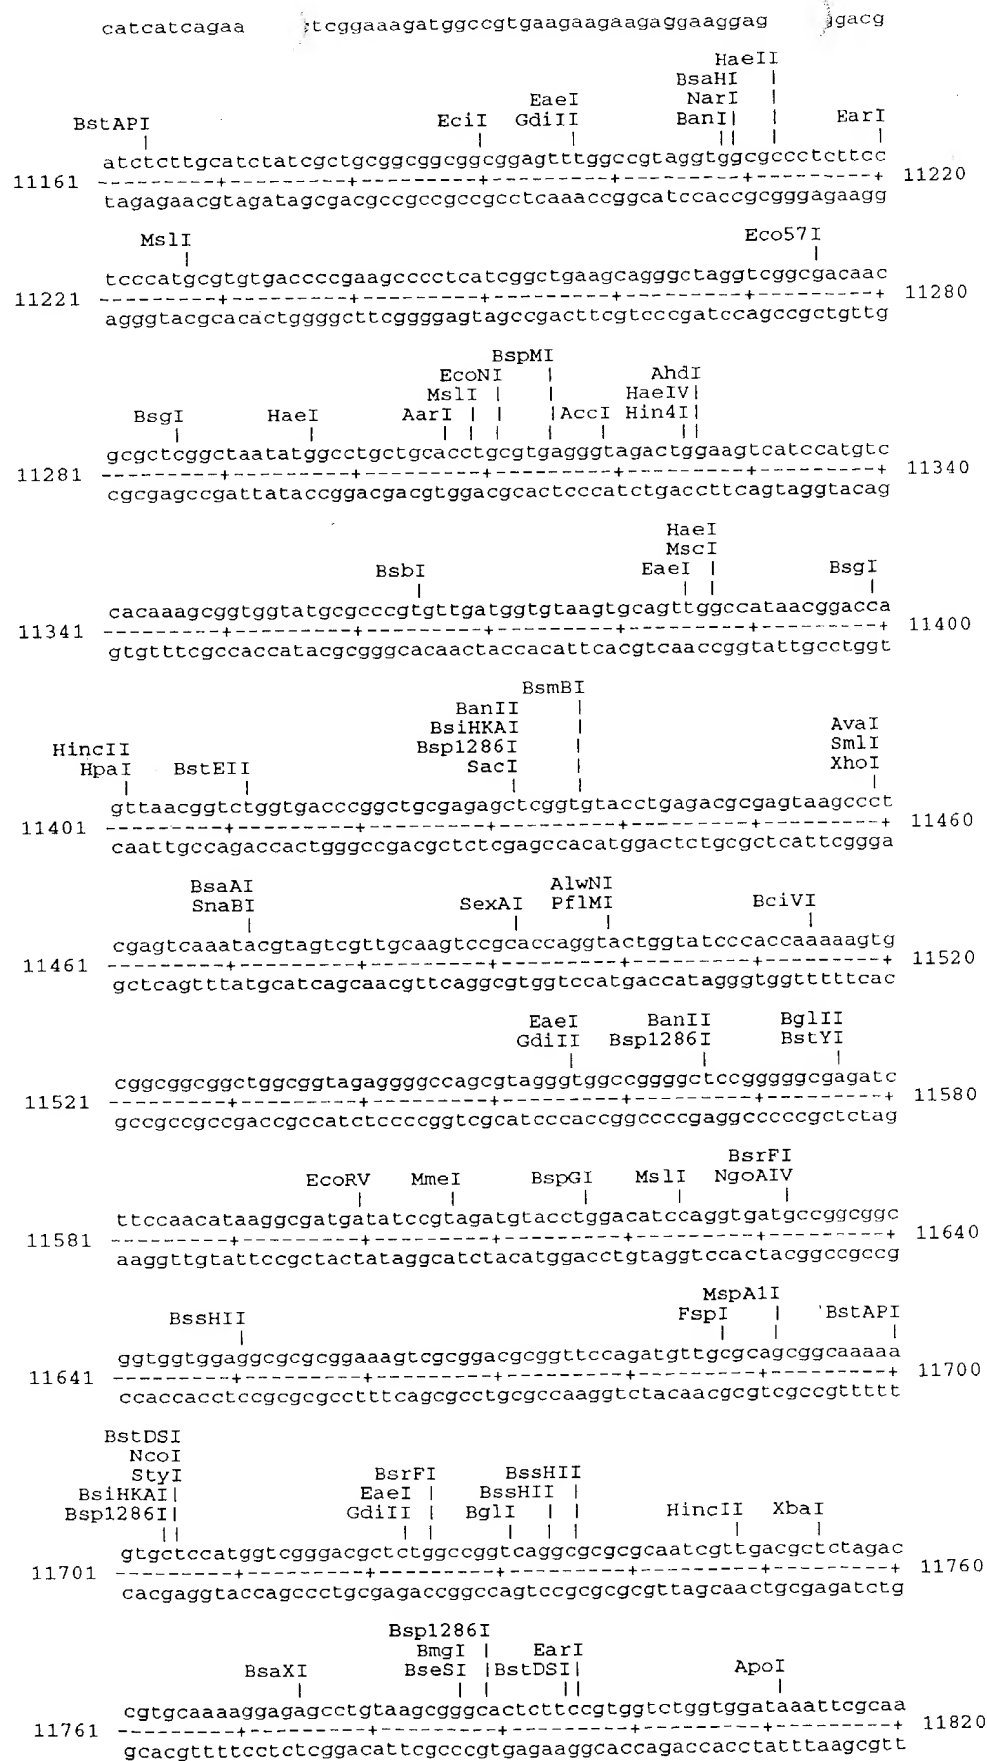 catcatcagaa tcggaaagatggccgtgaagaagaagaggaaggag ggacg
HaeII
BsaHI
EaeI NarI
BstAPI EciI GdiII BanI EarI
atctcttgcatctatcgctgcggcggcggcggagtttggccgtaggtggcgccctcttcc
11161 ---------+---------+---------+---------+---------+---------+ 11220
tagagaacgtagatagcgacgccgccgccgcctcaaaccggcatccaccgcgggagaagg
MslI Eco57I
tcccatgcgtgtgaccccgaagcccctcatcggctgaagcagggctaggtcggcgacaac
11221 ---------+---------+---------+---------+---------+---------+ 11280
agggtacgcacactggggcttcggggagtagccgacttcgtcccgatccagccgctgttg
BspMI
EcoNI AhdI
MslI HaeIV
BsgI HaeI AarI AccI Hin4I
gcgctcggctaatatggcctgctgcacctgcgtgagggtagactggaagtcatccatgtc
11281 ---------+---------+---------+---------+---------+---------+ 11340
cgcgagccgattataccggacgacgtggacgcactcccatctgaccttcagtaggtacag
HaeI
MscI
BsbI EaeI BsgI
cacaaagcggtggtatgcgcccgtgttgatggtgtaagtgcagttggccataacggacca
11341 ---------+---------+---------+---------+---------+---------+ 11400
gtgtttcgccaccatacgcgggcacaactaccacattcacgtcaaccggtattgcctggt
BsmBI
BanII
BsiHKAI AvaI
HincII Bsp1286I SmlI
HpaI BstEII SacI XhoI
gttaacggtctggtgacccggctgcgagagctcggtgtacctgagacgcgagtaagccct
11401 ---------+---------+---------+---------+---------+---------+ 11460
caattgccagaccactgggccgacgctctcgagccacatggactctgcgctcattcggga
BsaAI AlwNI
SnaBI SexAI PflMI BciVI
cgagtcaaatacgtagtcgttgcaagtccgcaccaggtactggtatcccaccaaaaagtg
11461 ---------+---------+---------+---------+---------+---------+ 11520
gctcagtttatgcatcagcaacgttcaggcgtggtccatgaccatagggtggtttttcac
EaeI BanII BglII
GdiII Bsp1286I BstYI
cggcggcggctggcggtagaggggccagcgtagggtggccggggctccgggggcgagatc
11521 ---------+---------+---------+---------+---------+---------+ 11580
gccgccgccgaccgccatctccccggtcgcatcccaccggccccgaggcccccgctctag
BsrFI
EcoRV MmeI BspGI MslI NgoAIV
ttccaacataaggcgatgatatccgtagatgtacctggacatccaggtgatgccggcggc
11581 ---------+---------+---------+---------+---------+---------+ 11640
aaggttgtattccgctactataggcatctacatggacctgtaggtccactacggccgccg
MspA1I
BssHII FspI BstAPI
ggtggtggaggcgcgcggaaagtcgcggacgcggttccagatgttgcgcagcggcaaaaa
11641 ---------+---------+---------+---------+---------+---------+ 11700
ccaccacctccgcgcgcctttcagcgcctgcgccaaggtctacaacgcgtcgccgttttt
BstDSI
NcoI
StyI BsrFI BssHII
BsiHKAI EaeI BssHII
Bsp1286I GdiII BglI HincII XbaI
gtgctccatggtcgggacgctctggccggtcaggcgcgcgcaatcgttgacgctctagac
11701 ---------+---------+---------+---------+---------+---------+ 11760
cacgaggtaccagccctgcgagaccggccagtccgcgcgcgttagcaactgcgagatctg
Bsp1286I
BmgI EarI
BsaXI BseSI BstDSI ApoI
cgtgcaaaaggagagcctgtaagcgggcactcttccgtggtctggtggataaattcgcaa
11761 ---------+---------+---------+---------+---------+---------+ 11820
gcacgttttcctctcggacattcgcccgtgagaaggcaccagaccacctatttaagcgtt